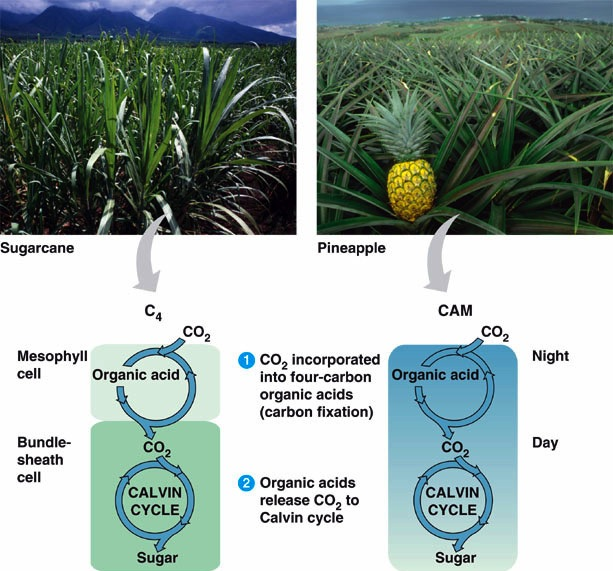 Sugarcane
Pineapple
C₄
CAM
CO₂
CO₂
Mesophyll
cell
Organic acid
1 CO₂ incorporated
into four-carbon
organic acids
(carbon fixation)
Organic acid
Night
Bundle-
sheath
cell
CO₂
CO₂
Day
CALVIN
CYCLE
2 Organic acids
release CO₂ to
Calvin cycle
CALVIN
CYCLE
Sugar
Sugar